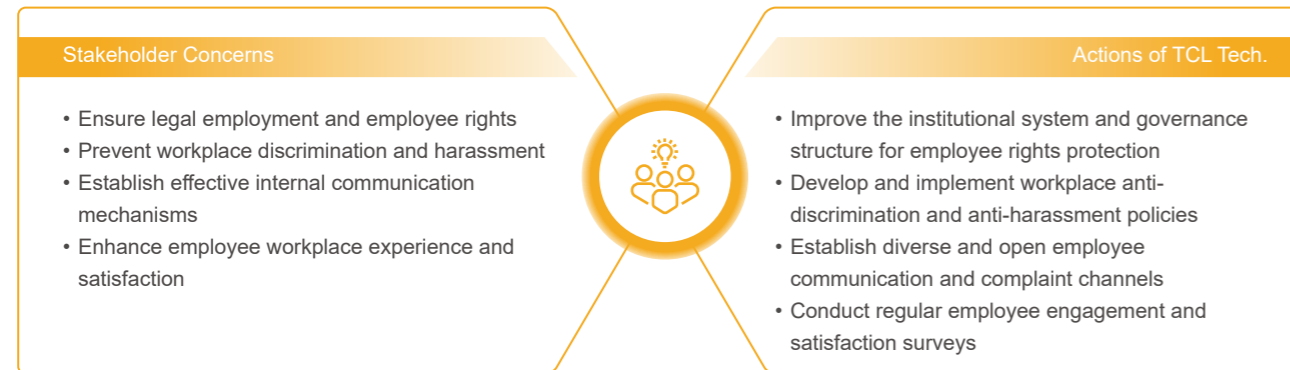 Stakeholder Concerns
• Ensure legal employment and employee rights
• Prevent workplace discrimination and harassment
• Establish effective internal communication
mechanisms
• Enhance employee workplace experience and
satisfaction
Actions of TCL Tech.
• Improve the institutional system and governance
structure for employee rights protection
• Develop and implement workplace anti-
discrimination and anti-harassment policies
• Establish diverse and open employee
communication and complaint channels
• Conduct regular employee engagement and
satisfaction surveys